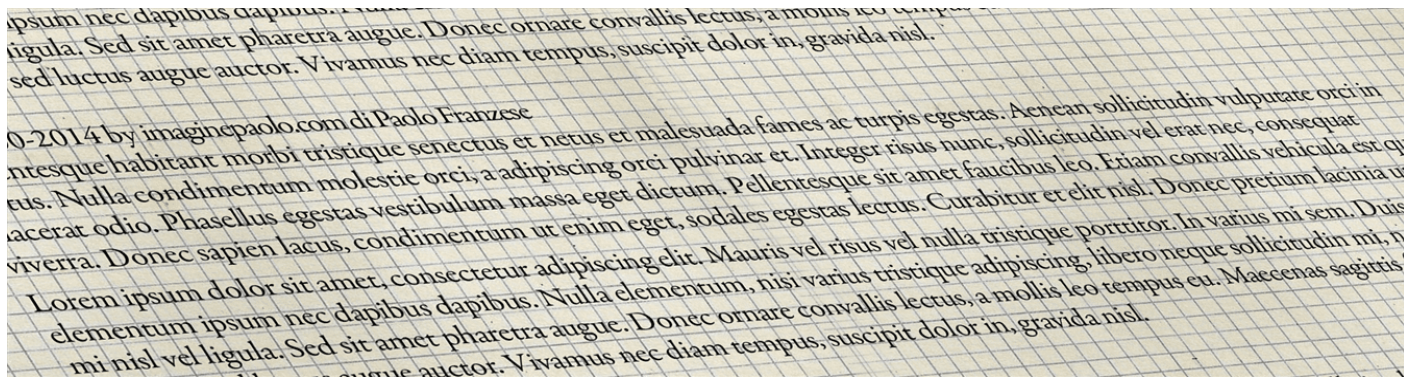 ipsum nec dapibus dapibus.
ligula. Sed sit amet pharetra augue. Donec ornare convallis lectus, a mollis leo tempus
sed luctus augue auctor. Vivamus nec diam tempus, suscipit dolor in, gravida nisl.
0-2014 by imaginepaolo.com di Paolo Franzese
ntesque habitant morbi tristique senectus et netus et malesuada fames ac turpis egestas. Aenean sollicitudin vulputate orci in
tus. Nulla condimentum molestie orci, a adipiscing orci pulvinar et. Integer risus nunc, sollicitudin vel erat nec, consequat
acerat odio. Phasellus egestas vestibulum massa eget dictum. Pellentesque sit amet faucibus leo. Etiam convallis vehicula est qu
viverra. Donec sapien lacus, condimentum ut enim eget, sodales egestas lectus. Curabitur et elit nisl. Donec pretium lacinia u
Lorem ipsum dolor sit amet, consectetur adipiscing elit. Mauris vel risus vel nulla tristique porttitor. In varius mi sem. Duis
elementum ipsum nec dapibus dapibus. Nulla elementum, nisi varius tristique adipiscing, libero neque sollicitudin mi, n
mi nisl vel ligula. Sed sit amet pharetra augue. Donec ornare convallis lectus, a mollis leo tempus eu. Maecenas sagittis
augue auctor. Vivamus nec diam tempus, suscipit dolor in, gravida nisl.